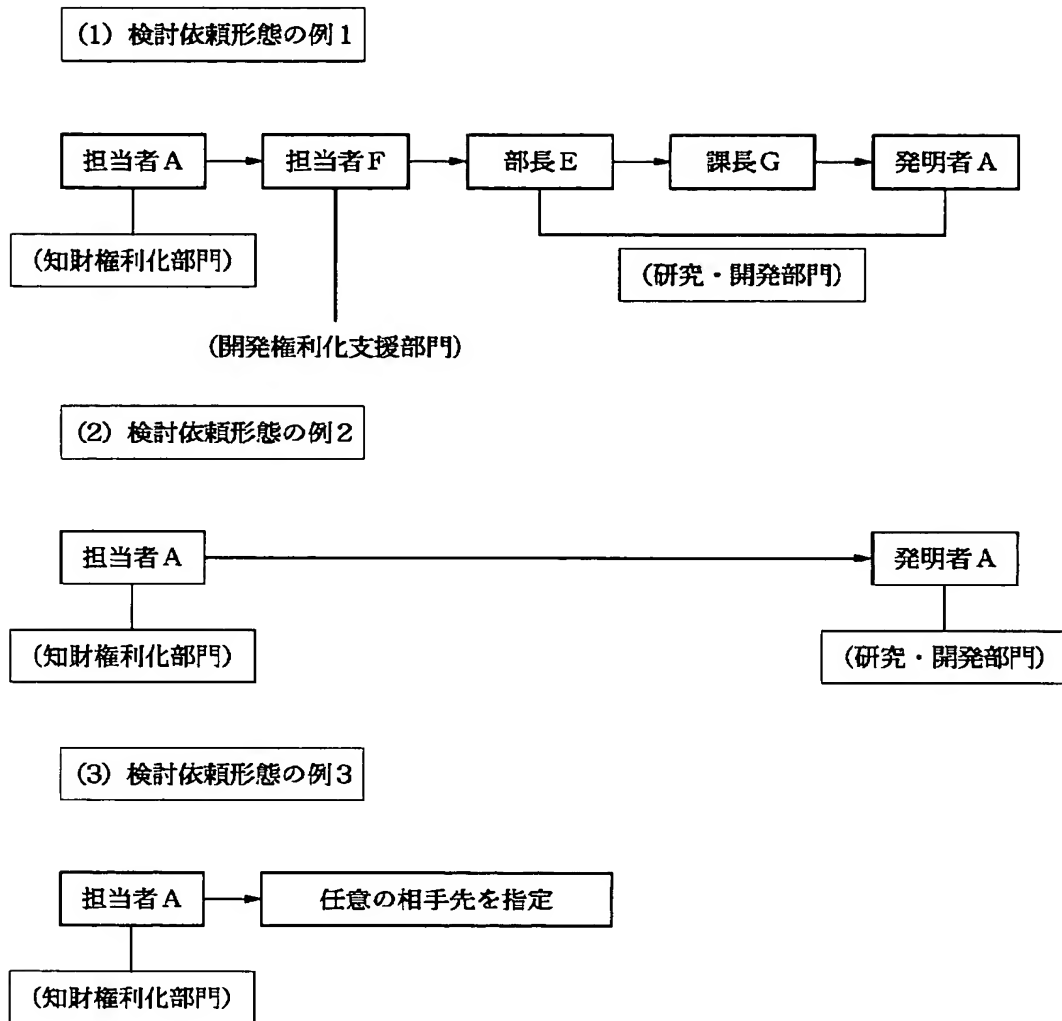 (1) 検討依頼形態の例1
担当者A 担当者F 部長E 課長G 発明者A
(知財権利化部門)
(研究・開発部門)
(開発権利化支援部門)
(2) 検討依頼形態の例2
担当者A 発明者A
(知財権利化部門) (研究・開発部門)
(3) 検討依頼形態の例3
担当者A 任意の相手先を指定
(知財権利化部門)